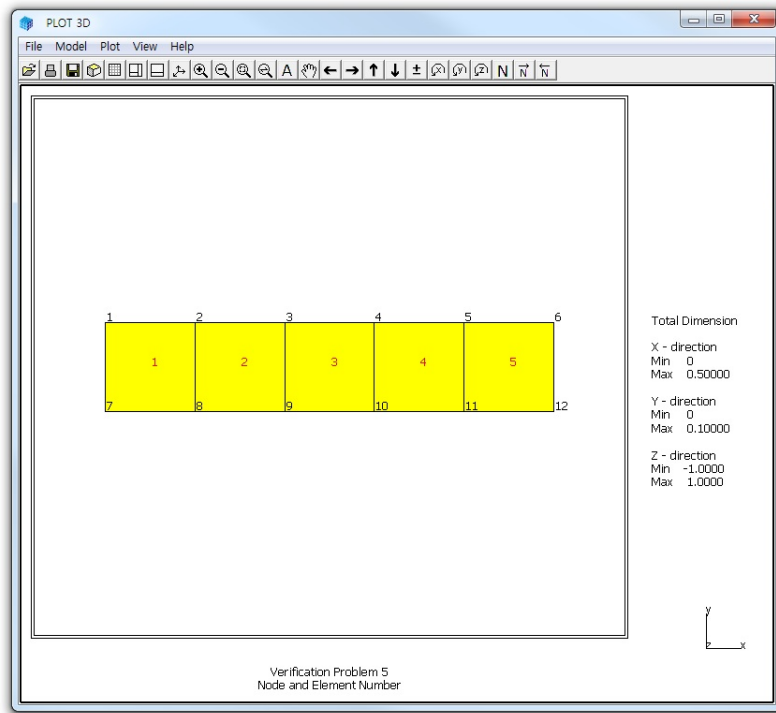 PLOT 3D
File Model Plot View Help
A ± (x) (y) (z) N N N
1 2 3 4 5 6
1 2 3 4 5
7 8 9 10 11 12
Total Dimension
X - direction
Min 0
Max 0.50000
Y - direction
Min 0
Max 0.10000
Z - direction
Min -1.0000
Max 1.0000
y
z x
Verification Problem 5
Node and Element Number